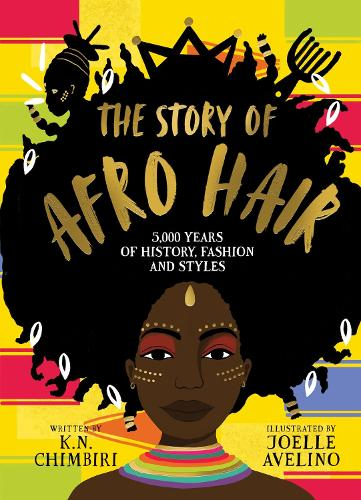 THE STORY OF
AFRO HAIR
5,000 YEARS
OF HISTORY, FASHION
AND STYLES
WRITTEN BY
K.N.
CHIMBIRI
ILLUSTRATED BY
JOELLE
AVELINO